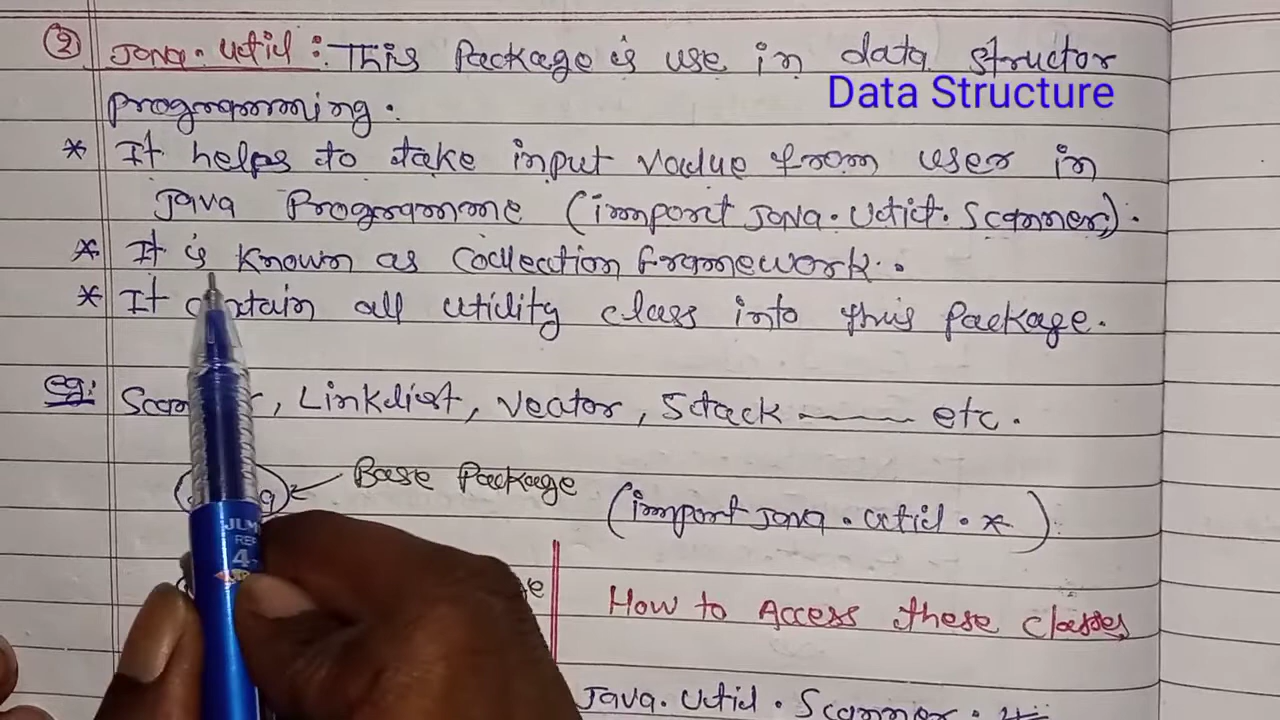 ② Java.util : This Package is use in data structor
Data Structure
Programming.
* It helps to take input value from user in
Java Programme (import Java.util.Scanner).
* It is known as Collection framework.
* It contain all utility class into this Package.
eg: Scanner, Linklist, Veator, Stack —— etc.
Base Package
(import Java.util.*)
How to Access these classes
Java.util.Scanner.